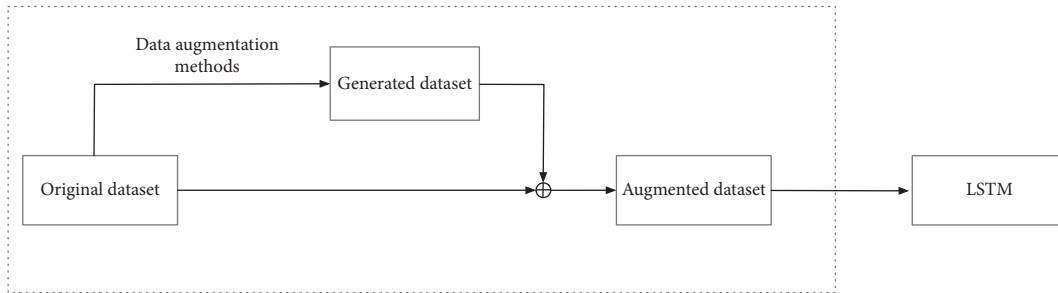 Data augmentation
methods
Generated dataset
Original dataset
Augmented dataset
LSTM